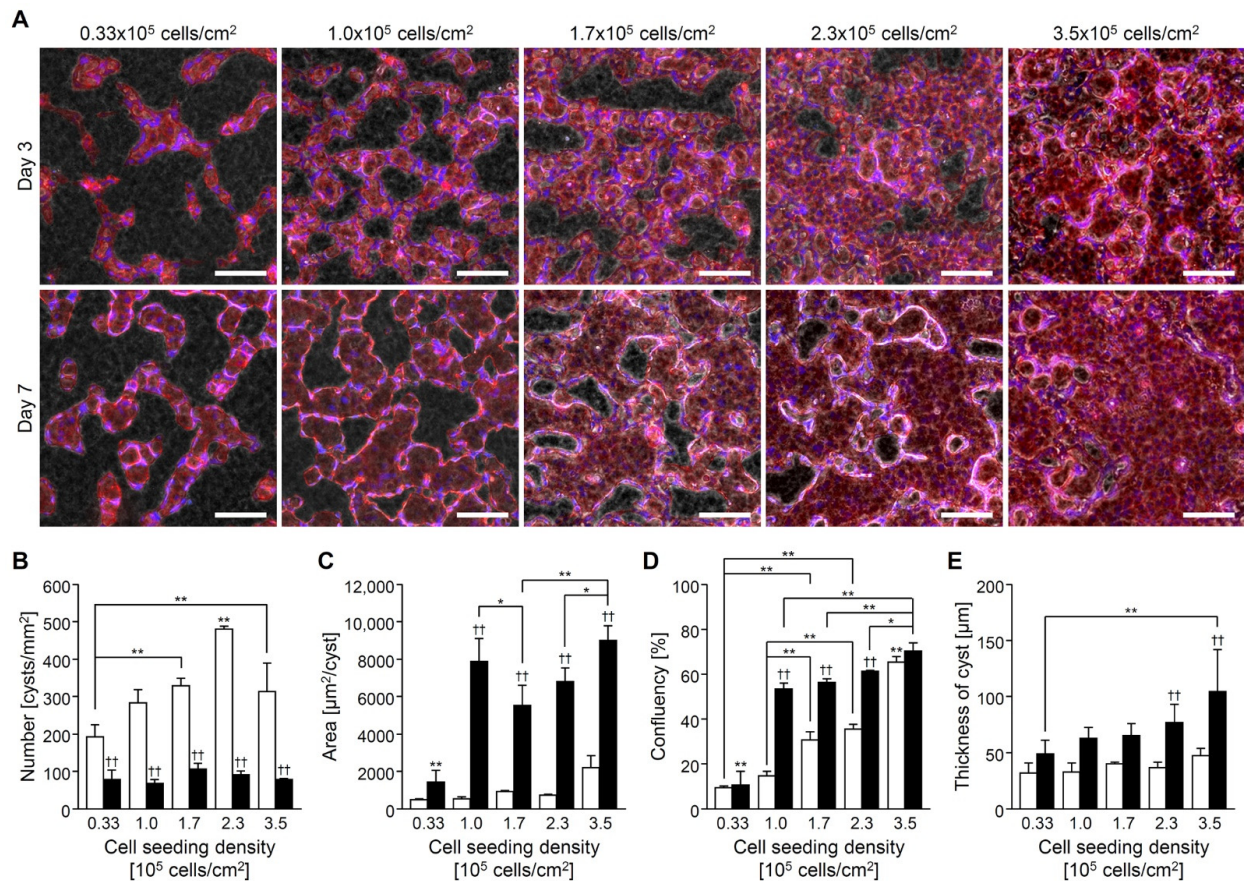 A
0.33x10⁵ cells/cm² 1.0x10⁵ cells/cm² 1.7x10⁵ cells/cm² 2.3x10⁵ cells/cm² 3.5x10⁵ cells/cm²
Day 3
Day 7
B
Number [cysts/mm²]
600
500
400
300
200
100
0
** 
**
**
†† †† †† †† ††
0.33 1.0 1.7 2.3 3.5
Cell seeding density
[10⁵ cells/cm²]
C
Area [µm²/cyst]
12,000
10,000
8000
6000
4000
2000
0
**
*
*
†† †† †† ††
**
0.33 1.0 1.7 2.3 3.5
Cell seeding density
[10⁵ cells/cm²]
D
Confluency [%]
100
80
60
40
20
0
**
**
**
**
*
**
**
†† †† †† **
**
0.33 1.0 1.7 2.3 3.5
Cell seeding density
[10⁵ cells/cm²]
E
Thickness of cyst [µm]
200
150
100
50
0
**
†† ††
0.33 1.0 1.7 2.3 3.5
Cell seeding density
[10⁵ cells/cm²]